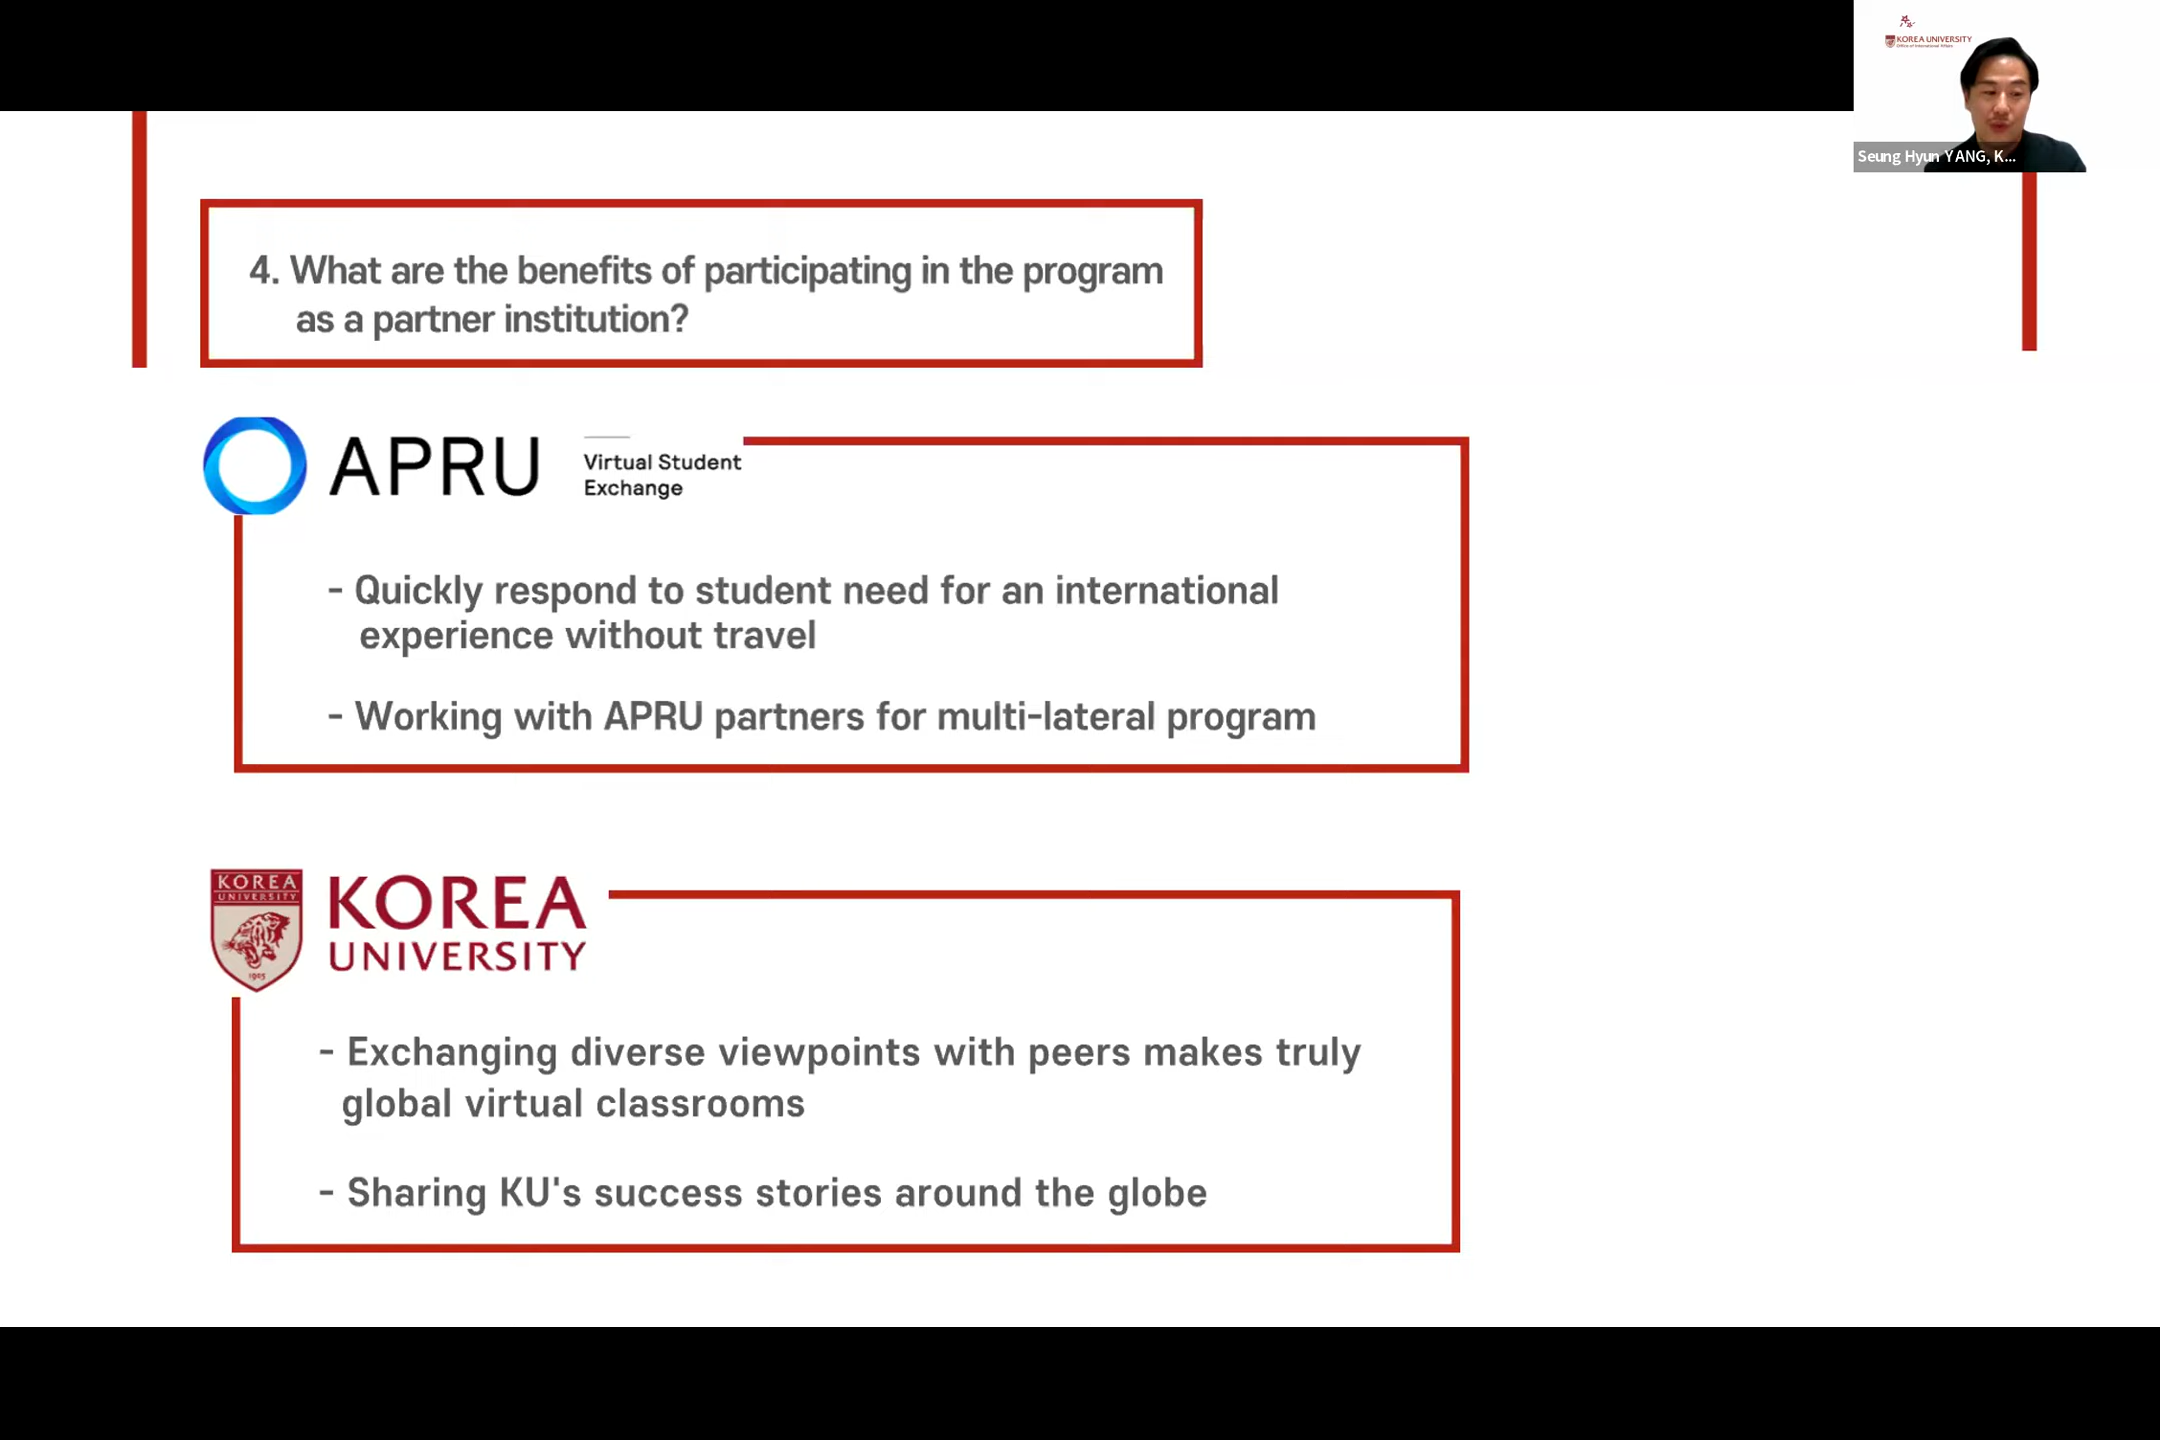 KOREA UNIVERSITY
Office of International Affairs
Seung Hyun YANG, K...
4. What are the benefits of participating in the program
as a partner institution?
APRU
Virtual Student
Exchange
- Quickly respond to student need for an international
experience without travel
- Working with APRU partners for multi-lateral program
KOREA
UNIVERSITY
1905
KOREA
UNIVERSITY
- Exchanging diverse viewpoints with peers makes truly
global virtual classrooms
- Sharing KU's success stories around the globe